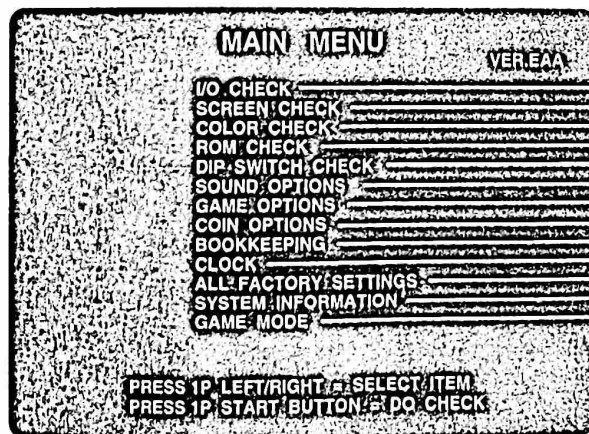 MAIN MENU
VER.EAA
I/O CHECK
SCREEN CHECK
COLOR CHECK
ROM CHECK
DIP SWITCH CHECK
SOUND OPTIONS
GAME OPTIONS
COIN OPTIONS
BOOKKEEPING
CLOCK
ALL FACTORY SETTINGS
SYSTEM INFORMATION
GAME MODE
PRESS 1P LEFT/RIGHT = SELECT ITEM
PRESS 1P START BUTTON = DO CHECK